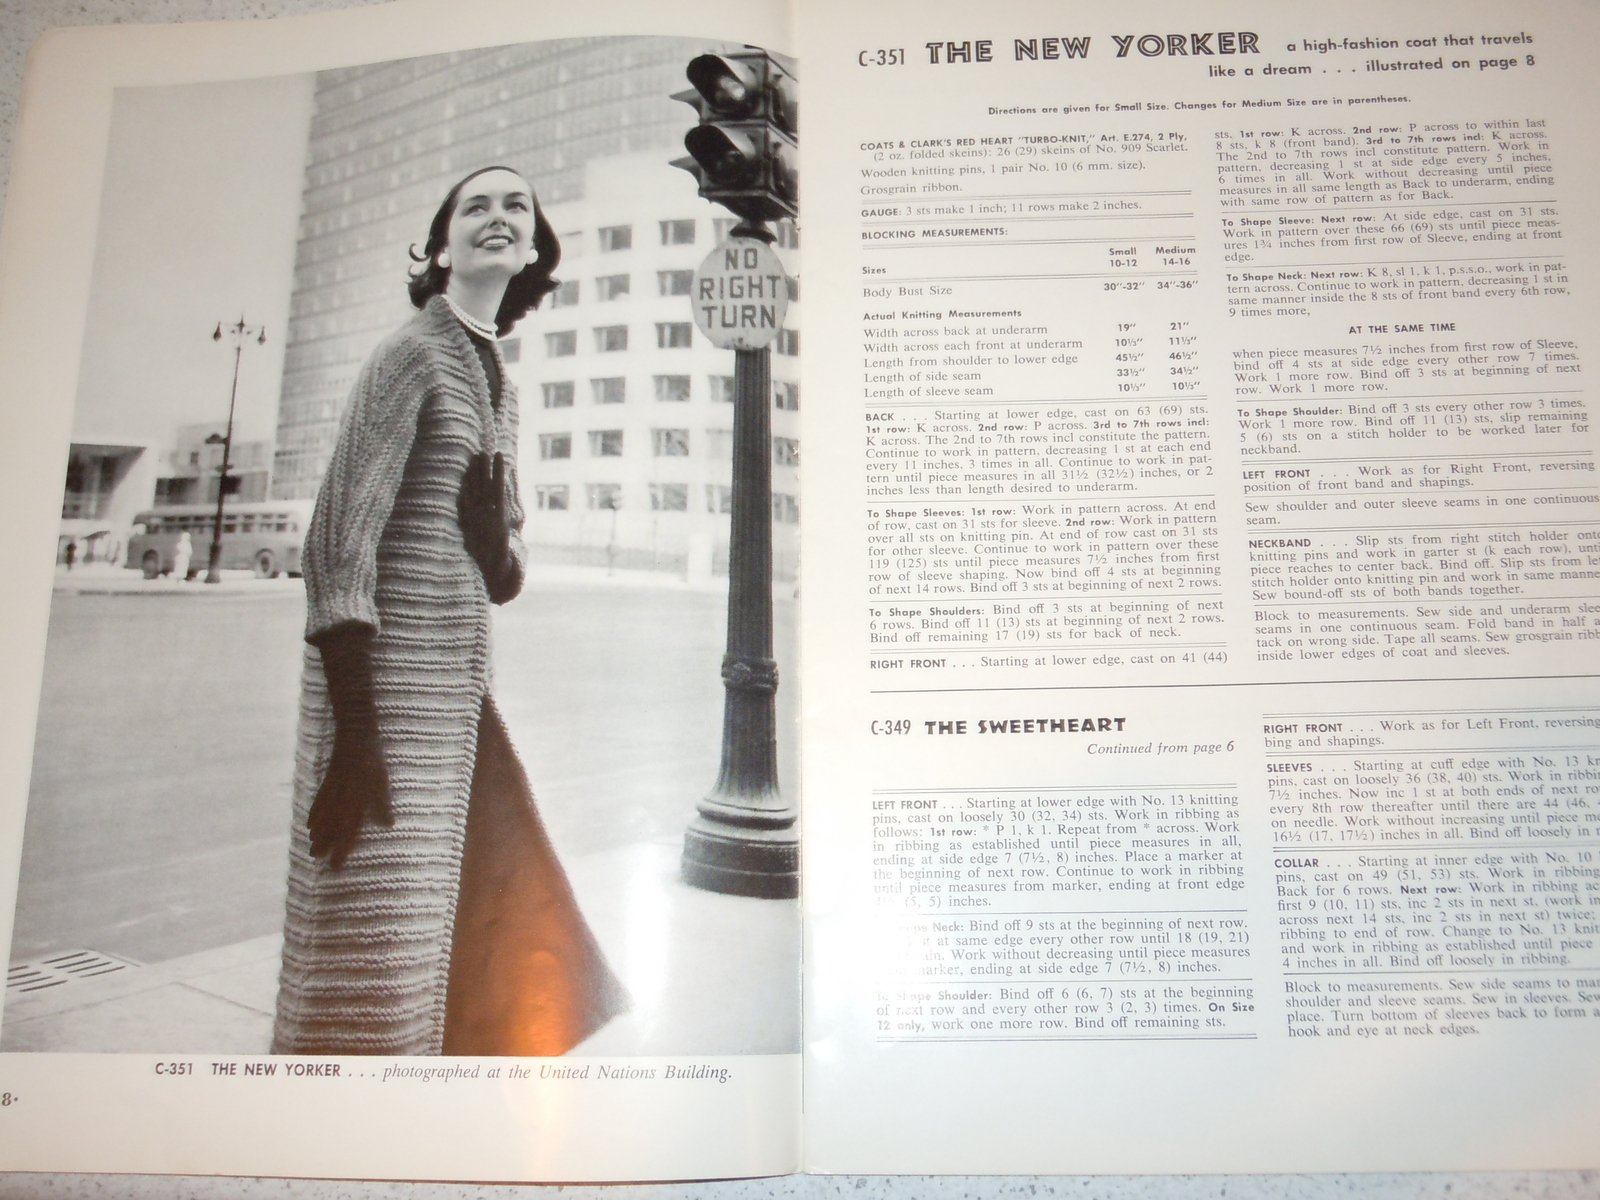 NO
RIGHT
TURN
C-351 THE NEW YORKER . . . photographed at the United Nations Building.
8·
C-351 THE NEW YORKER a high-fashion coat that travels
like a dream . . . illustrated on page 8
Directions are given for Small Size. Changes for Medium Size are in parentheses.
COATS & CLARK'S RED HEART "TURBO-KNIT," Art. E.274, 2 Ply,
(2 oz. folded skeins): 26 (29) skeins of No. 909 Scarlet.
Wooden knitting pins, 1 pair No. 10 (6 mm. size).
Grosgrain ribbon.
GAUGE: 3 sts make 1 inch; 11 rows make 2 inches.
BLOCKING MEASUREMENTS:
Small Medium
Sizes 10-12 14-16
Body Bust Size 30"-32" 34"-36"
Actual Knitting Measurements
Width across back at underarm 19" 21"
Width across each front at underarm 10⅓" 11⅓"
Length from shoulder to lower edge 45½" 46½"
Length of side seam 33½" 34½"
Length of sleeve seam 10½" 10½"
BACK . . . Starting at lower edge, cast on 63 (69) sts.
1st row: K across. 2nd row: P across. 3rd to 7th rows incl:
K across. The 2nd to 7th rows incl constitute the pattern.
Continue to work in pattern, decreasing 1 st at each end
every 11 inches, 3 times in all. Continue to work in pat-
tern until piece measures in all 31½ (32½) inches, or 2
inches less than length desired to underarm.
To Shape Sleeves: 1st row: Work in pattern across. At end
of row, cast on 31 sts for sleeve. 2nd row: Work in pattern
over all sts on knitting pin. At end of row cast on 31 sts
for other sleeve. Continue to work in pattern over these
119 (125) sts until piece measures 7½ inches from first
row of sleeve shaping. Now bind off 4 sts at beginning
of next 14 rows. Bind off 3 sts at beginning of next 2 rows.
To Shape Shoulders: Bind off 3 sts at beginning of next
6 rows. Bind off 11 (13) sts at beginning of next 2 rows.
Bind off remaining 17 (19) sts for back of neck.
RIGHT FRONT . . . Starting at lower edge, cast on 41 (44)
sts. 1st row: K across. 2nd row: P across to within last
8 sts, k 8 (front band). 3rd to 7th rows incl: K across.
The 2nd to 7th rows incl constitute pattern. Work in
pattern, decreasing 1 st at side edge every 5 inches,
6 times in all. Work without decreasing until piece
measures in all same length as Back to underarm, ending
with same row of pattern as for Back.
To Shape Sleeve: Next row: At side edge, cast on 31 sts.
Work in pattern over these 66 (69) sts until piece meas-
ures 1¾ inches from first row of Sleeve, ending at front
edge.
To Shape Neck: Next row: K 8, sl 1, k 1, p.s.s.o., work in pat-
tern across. Continue to work in pattern, decreasing 1 st in
same manner inside the 8 sts of front band every 6th row,
9 times more,
AT THE SAME TIME
when piece measures 7½ inches from first row of Sleeve,
bind off 4 sts at side edge every other row 7 times.
Work 1 more row. Bind off 3 sts at beginning of next
row. Work 1 more row.
To Shape Shoulder: Bind off 3 sts every other row 3 times.
Work 1 more row. Bind off 11 (13) sts, slip remaining
5 (6) sts on a stitch holder to be worked later for
neckband.
LEFT FRONT . . . Work as for Right Front, reversing
position of front band and shapings.
Sew shoulder and outer sleeve seams in one continuous
seam.
NECKBAND . . . Slip sts from right stitch holder onto
knitting pins and work in garter st (k each row), unti
piece reaches to center back. Bind off. Slip sts from le
stitch holder onto knitting pin and work in same manne
Sew bound-off sts of both bands together.
Block to measurements. Sew side and underarm slee
seams in one continuous seam. Fold band in half a
tack on wrong side. Tape all seams. Sew grosgrain ribb
inside lower edges of coat and sleeves.
C-349 THE SWEETHEART
Continued from page 6
LEFT FRONT . . . Starting at lower edge with No. 13 knitting
pins, cast on loosely 30 (32, 34) sts. Work in ribbing as
follows: 1st row: * P 1, k 1. Repeat from * across. Work
in ribbing as established until piece measures in all,
ending at side edge 7 (7½, 8) inches. Place a marker at
the beginning of next row. Continue to work in ribbing
until piece measures from marker, ending at front edge
(5, 5) inches.
Neck: Bind off 9 sts at the beginning of next row.
at same edge every other row until 18 (19, 21)
Work without decreasing until piece measures
marker, ending at side edge 7 (7½, 8) inches.
To Shape Shoulder: Bind off 6 (6, 7) sts at the beginning
of next row and every other row 3 (2, 3) times. On Size
12 only, work one more row. Bind off remaining sts.
RIGHT FRONT . . . Work as for Left Front, reversing
bing and shapings.
SLEEVES . . . Starting at cuff edge with No. 13 kn
pins, cast on loosely 36 (38, 40) sts. Work in ribbi
7½ inches. Now inc 1 st at both ends of next ro
every 8th row thereafter until there are 44 (46,
on needle. Work without increasing until piece me
16½ (17, 17½) inches in all. Bind off loosely in r
COLLAR . . . Starting at inner edge with No. 10
pins, cast on 49 (51, 53) sts. Work in ribbing
Back for 6 rows. Next row: Work in ribbing ac
first 9 (10, 11) sts, inc 2 sts in next st, (work in
across next 14 sts, inc 2 sts in next st) twice;
ribbing to end of row. Change to No. 13 knit
and work in ribbing as established until piece
4 inches in all. Bind off loosely in ribbing.
Block to measurements. Sew side seams to mar
shoulder and sleeve seams. Sew in sleeves. Sew
place. Turn bottom of sleeves back to form a
hook and eye at neck edges.